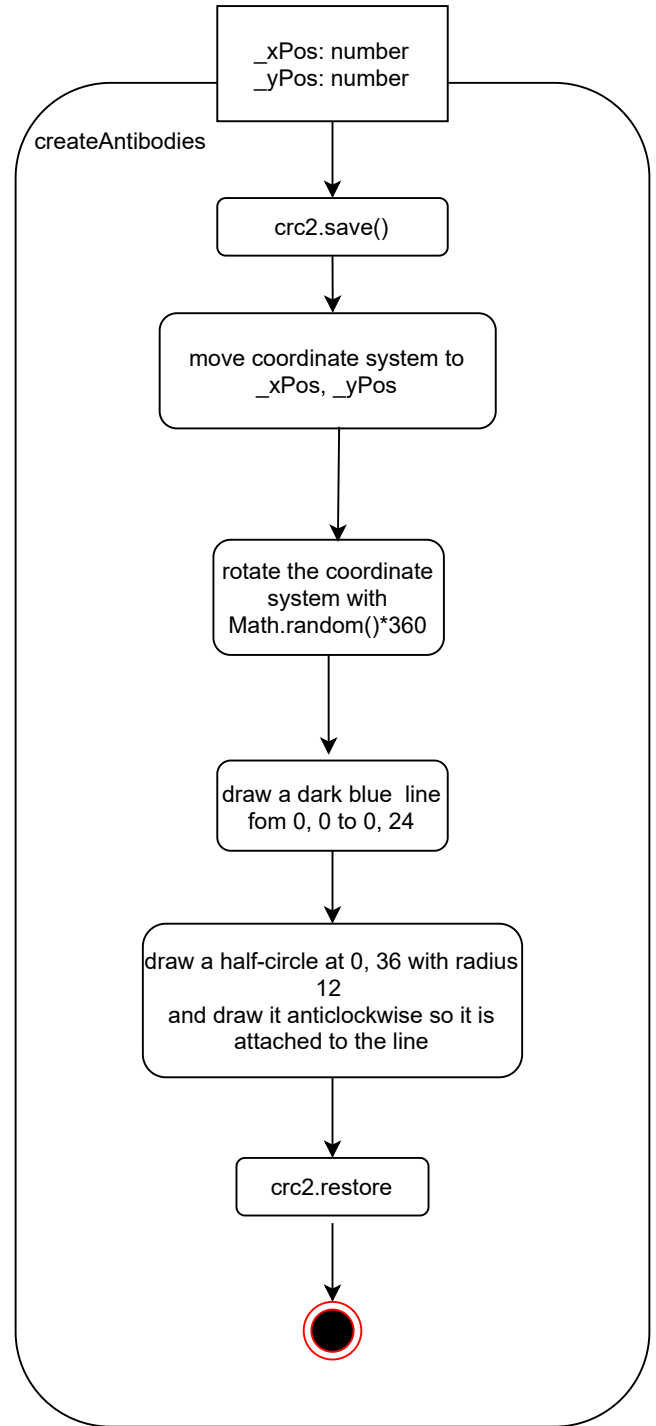 _xPos: number
_yPos: number
createAntibodies
crc2.save()
move coordinate system to
_xPos, _yPos
rotate the coordinate
system with
Math.random()*360
draw a dark blue  line
fom 0, 0 to 0, 24
draw a half-circle at 0, 36 with radius
12
and draw it anticlockwise so it is
attached to the line
crc2.restore